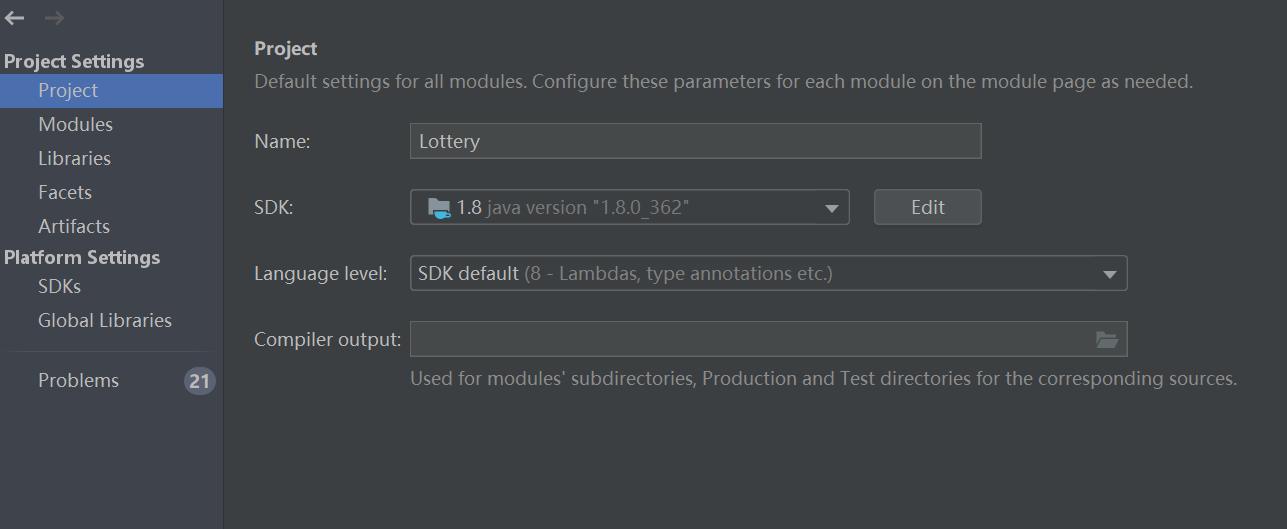 Project Settings
Project
Modules
Libraries
Facets
Artifacts
Platform Settings
SDKs
Global Libraries
Problems 21
Project
Default settings for all modules. Configure these parameters for each module on the module page as needed.
Name: Lottery
SDK: 1.8 java version "1.8.0_362" Edit
Language level: SDK default (8 - Lambdas, type annotations etc.)
Compiler output:
Used for modules' subdirectories, Production and Test directories for the corresponding sources.